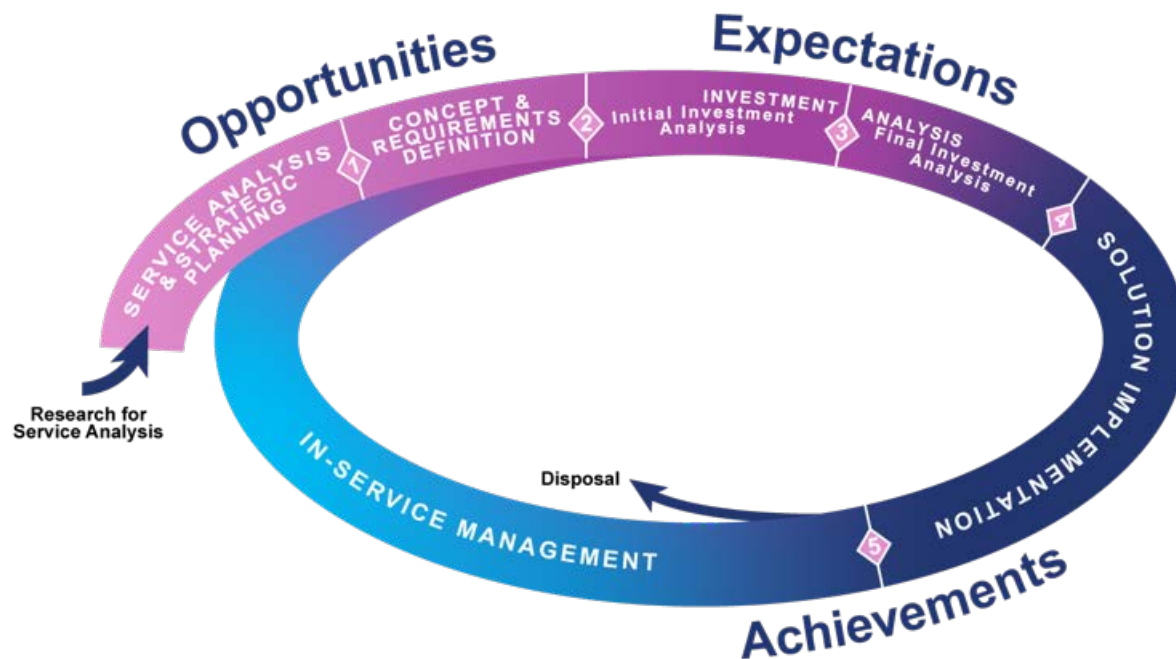 Opportunities
Expectations
SERVICE ANALYSIS
& STRATEGIC
PLANNING
1
CONCEPT &
REQUIREMENTS
DEFINITION
2
INVESTMENT
Initial Investment
Analysis
3
ANALYSIS
Final Investment
Analysis
4
SOLUTION IMPLEMENTATION
5
Achievements
IN-SERVICE MANAGEMENT
Disposal
Research for
Service Analysis